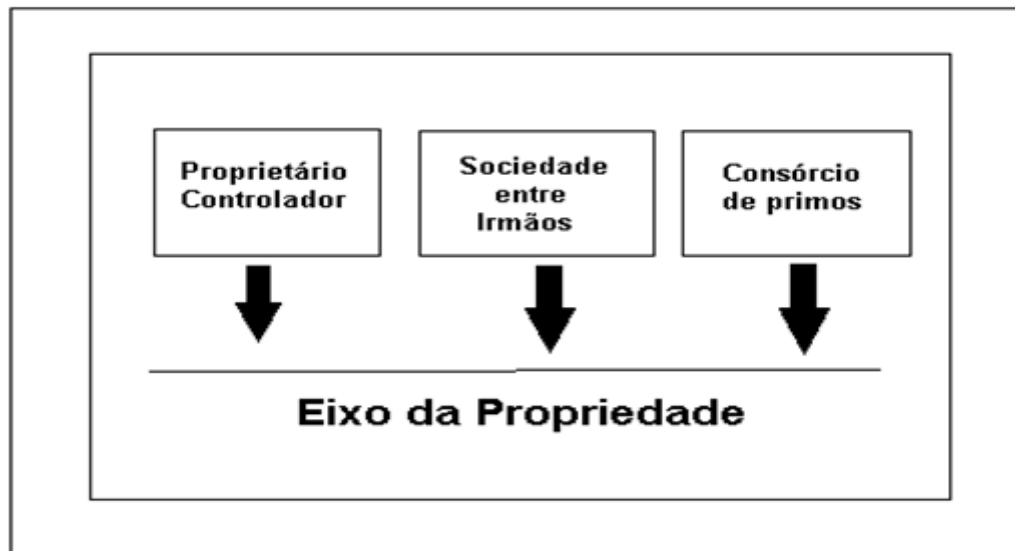 Proprietário
Controlador
Sociedade
entre
Irmãos
Consórcio
de primos
Eixo da Propriedade